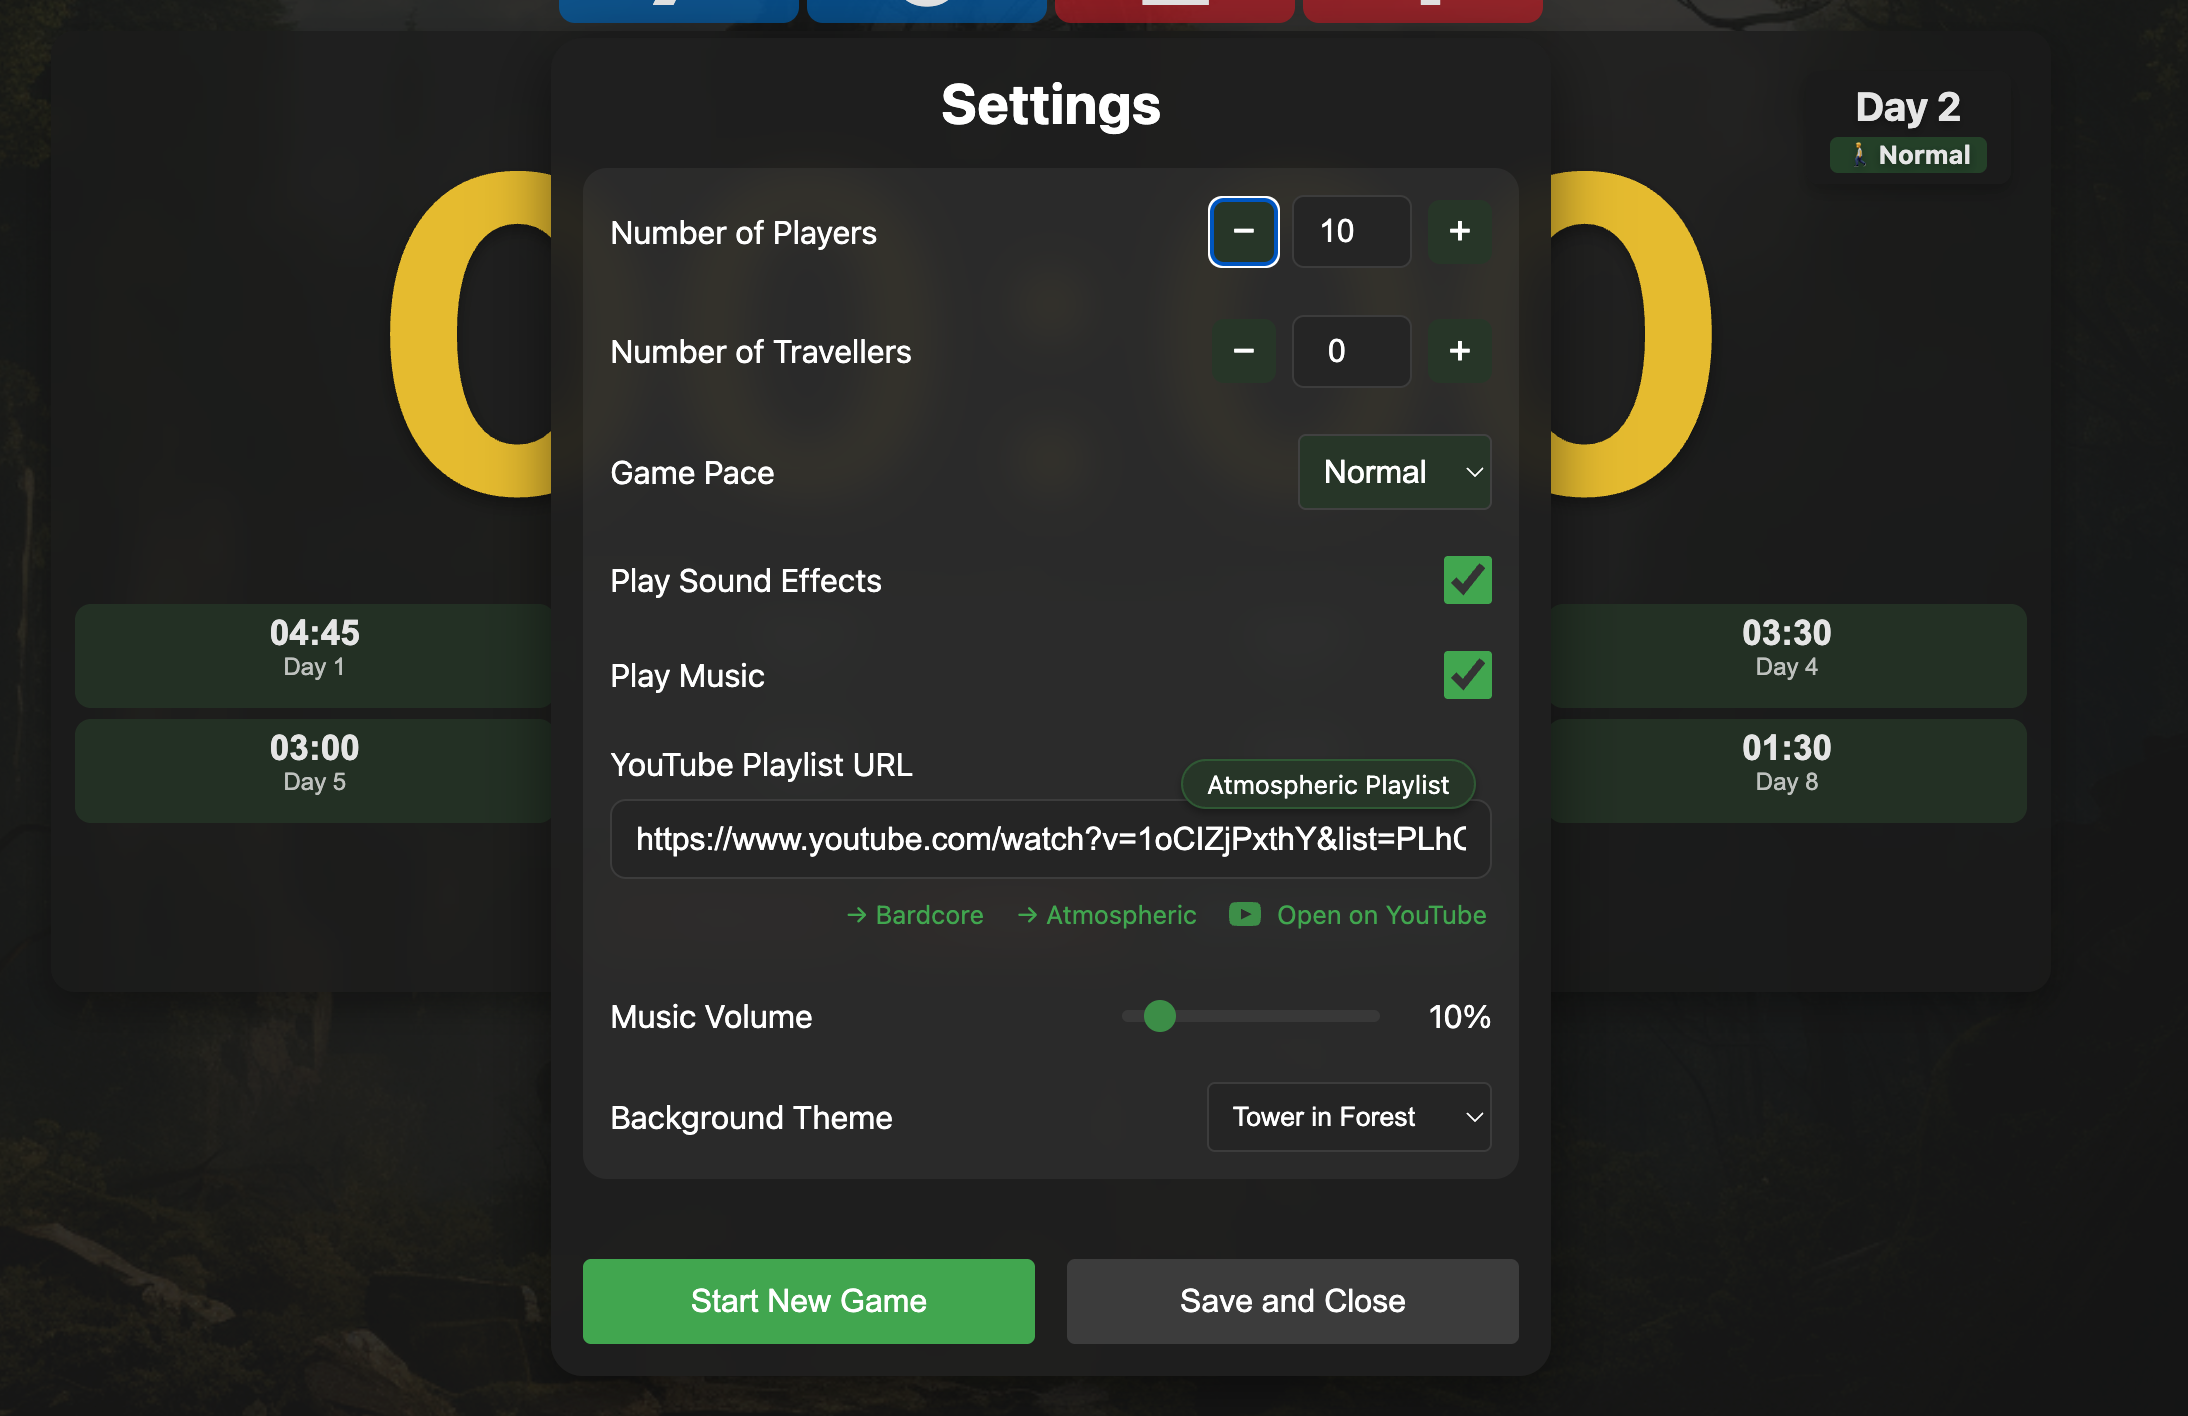 Settings
Day 2
Normal
Number of Players
− 10 +
Number of Travellers
− 0 +
Game Pace
Normal
Play Sound Effects
Play Music
04:45
Day 1
03:30
Day 4
03:00
Day 5
01:30
Day 8
YouTube Playlist URL
Atmospheric Playlist
https://www.youtube.com/watch?v=1oCIZjPxthY&list=PLh
→ Bardcore → Atmospheric Open on YouTube
Music Volume
10%
Background Theme
Tower in Forest
Start New Game
Save and Close